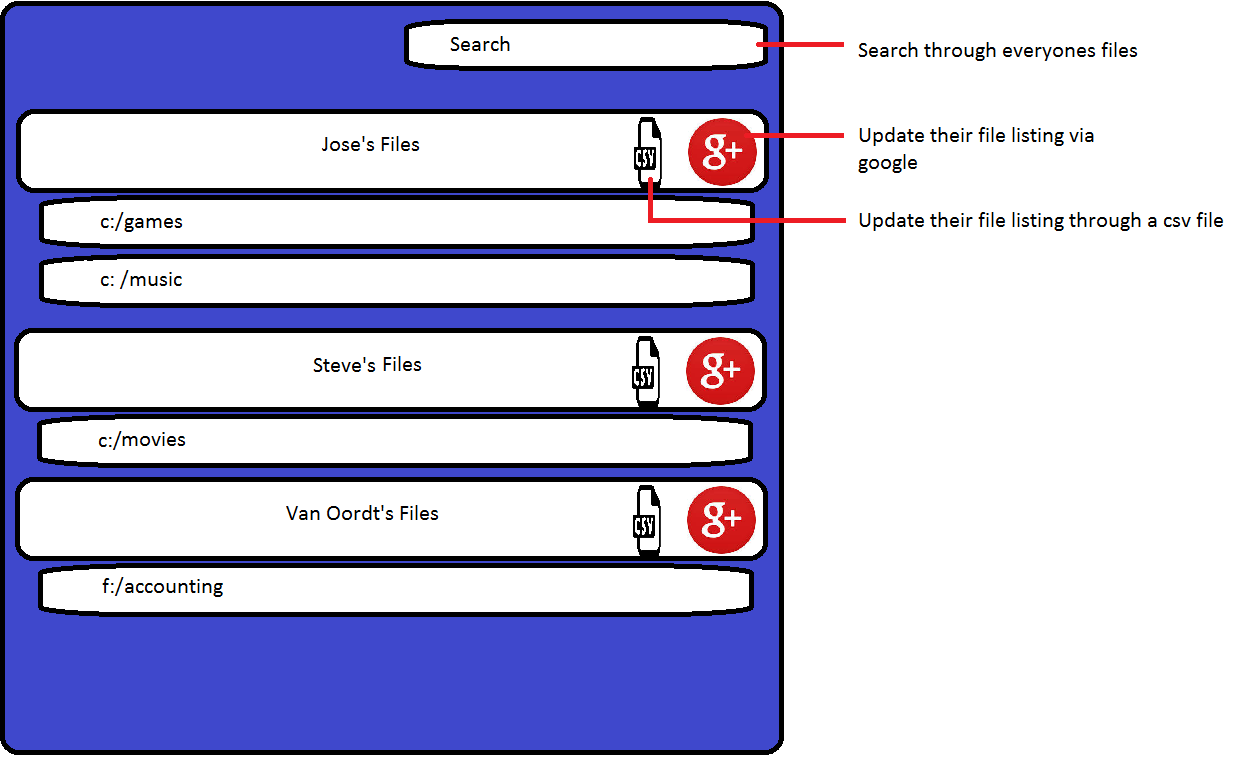 Search
Search through everyones files
Jose's Files
CSV
g+
Update their file listing via
google
Update their file listing through a csv file
c:/games
c: /music
Steve's Files
CSV
g+
c:/movies
Van Oordt's Files
CSV
g+
f:/accounting